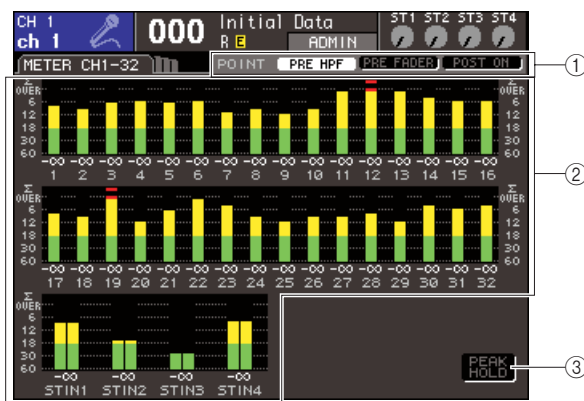 CH 1
ch 1
000
Initial Data
R E
ADMIN
ST1 ST2 ST3 ST4
METER CH1-32
POINT PRE HPF PRE FADER POST ON
①
Σ Σ
OVER OVER
6 6
12 12
18 18
30 30
60 60
-∞ -∞ -∞ -∞ -∞ -∞ -∞ -∞ -∞ -∞ -∞ -∞ -∞ -∞ -∞ -∞
1 2 3 4 5 6 7 8 9 10 11 12 13 14 15 16
②
Σ Σ
OVER OVER
6 6
12 12
18 18
30 30
60 60
-∞ -∞ -∞ -∞ -∞ -∞ -∞ -∞ -∞ -∞ -∞ -∞ -∞ -∞ -∞ -∞
17 18 19 20 21 22 23 24 25 26 27 28 29 30 31 32
Σ
OVER
6
12
18
30
60
-∞ -∞ -∞ -∞
STIN1 STIN2 STIN3 STIN4
PEAK
HOLD
③